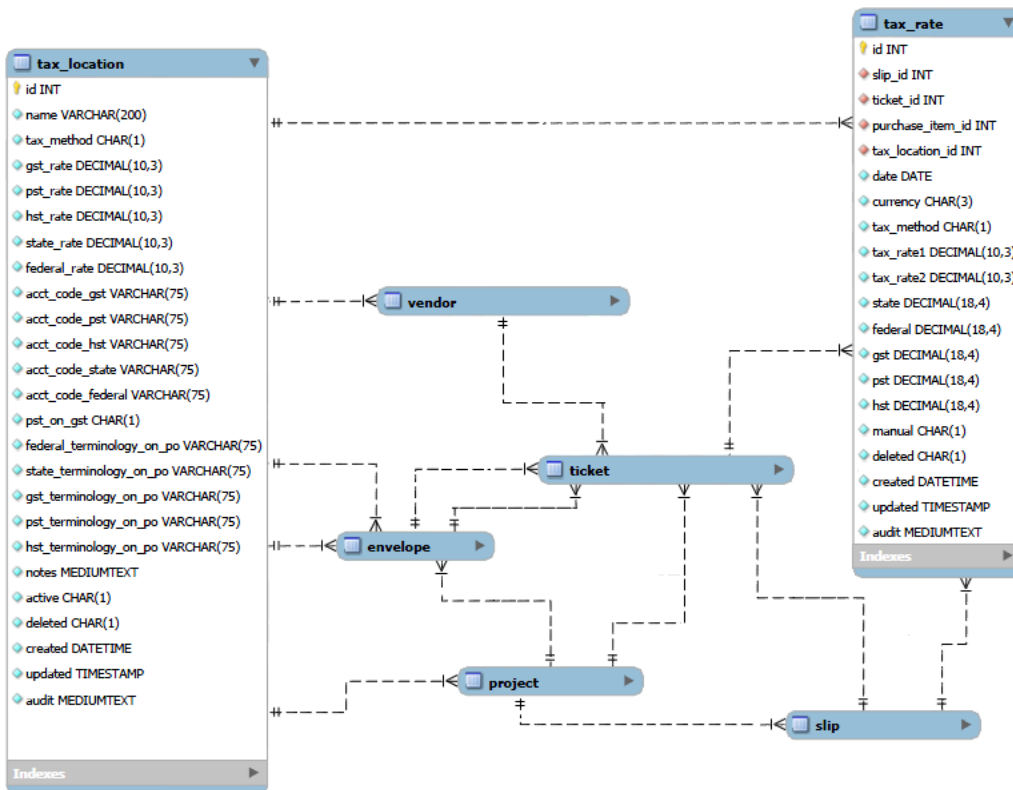 tax_location
id INT
name VARCHAR(200)
tax_method CHAR(1)
gst_rate DECIMAL(10,3)
pst_rate DECIMAL(10,3)
hst_rate DECIMAL(10,3)
state_rate DECIMAL(10,3)
federal_rate DECIMAL(10,3)
acct_code_gst VARCHAR(75)
acct_code_pst VARCHAR(75)
acct_code_hst VARCHAR(75)
acct_code_state VARCHAR(75)
acct_code_federal VARCHAR(75)
pst_on_gst CHAR(1)
federal_terminology_on_po VARCHAR(75)
state_terminology_on_po VARCHAR(75)
gst_terminology_on_po VARCHAR(75)
pst_terminology_on_po VARCHAR(75)
hst_terminology_on_po VARCHAR(75)
notes MEDIUMTEXT
active CHAR(1)
deleted CHAR(1)
created DATETIME
updated TIMESTAMP
audit MEDIUMTEXT
Indexes
vendor
ticket
envelope
project
slip
tax_rate
id INT
slip_id INT
ticket_id INT
purchase_item_id INT
tax_location_id INT
date DATE
currency CHAR(3)
tax_method CHAR(1)
tax_rate1 DECIMAL(10,3)
tax_rate2 DECIMAL(10,3)
state DECIMAL(18,4)
federal DECIMAL(18,4)
gst DECIMAL(18,4)
pst DECIMAL(18,4)
hst DECIMAL(18,4)
manual CHAR(1)
deleted CHAR(1)
created DATETIME
updated TIMESTAMP
audit MEDIUMTEXT
Indexes